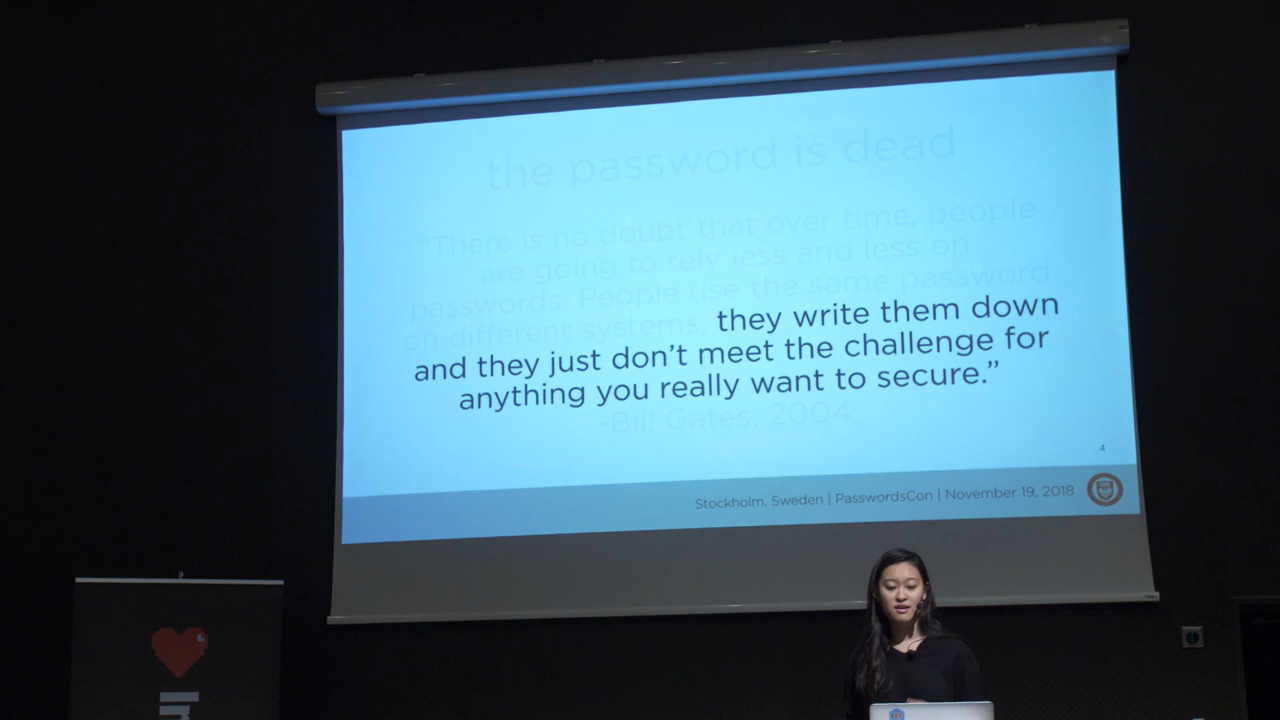 the password is dead
"There is no doubt that over time, people
are going to rely less and less on
passwords. People use the same password
on different systems, they write them down
and they just don't meet the challenge for
anything you really want to secure."
-Bill Gates, 2004
4
Stockholm, Sweden | PasswordsCon | November 19, 2018